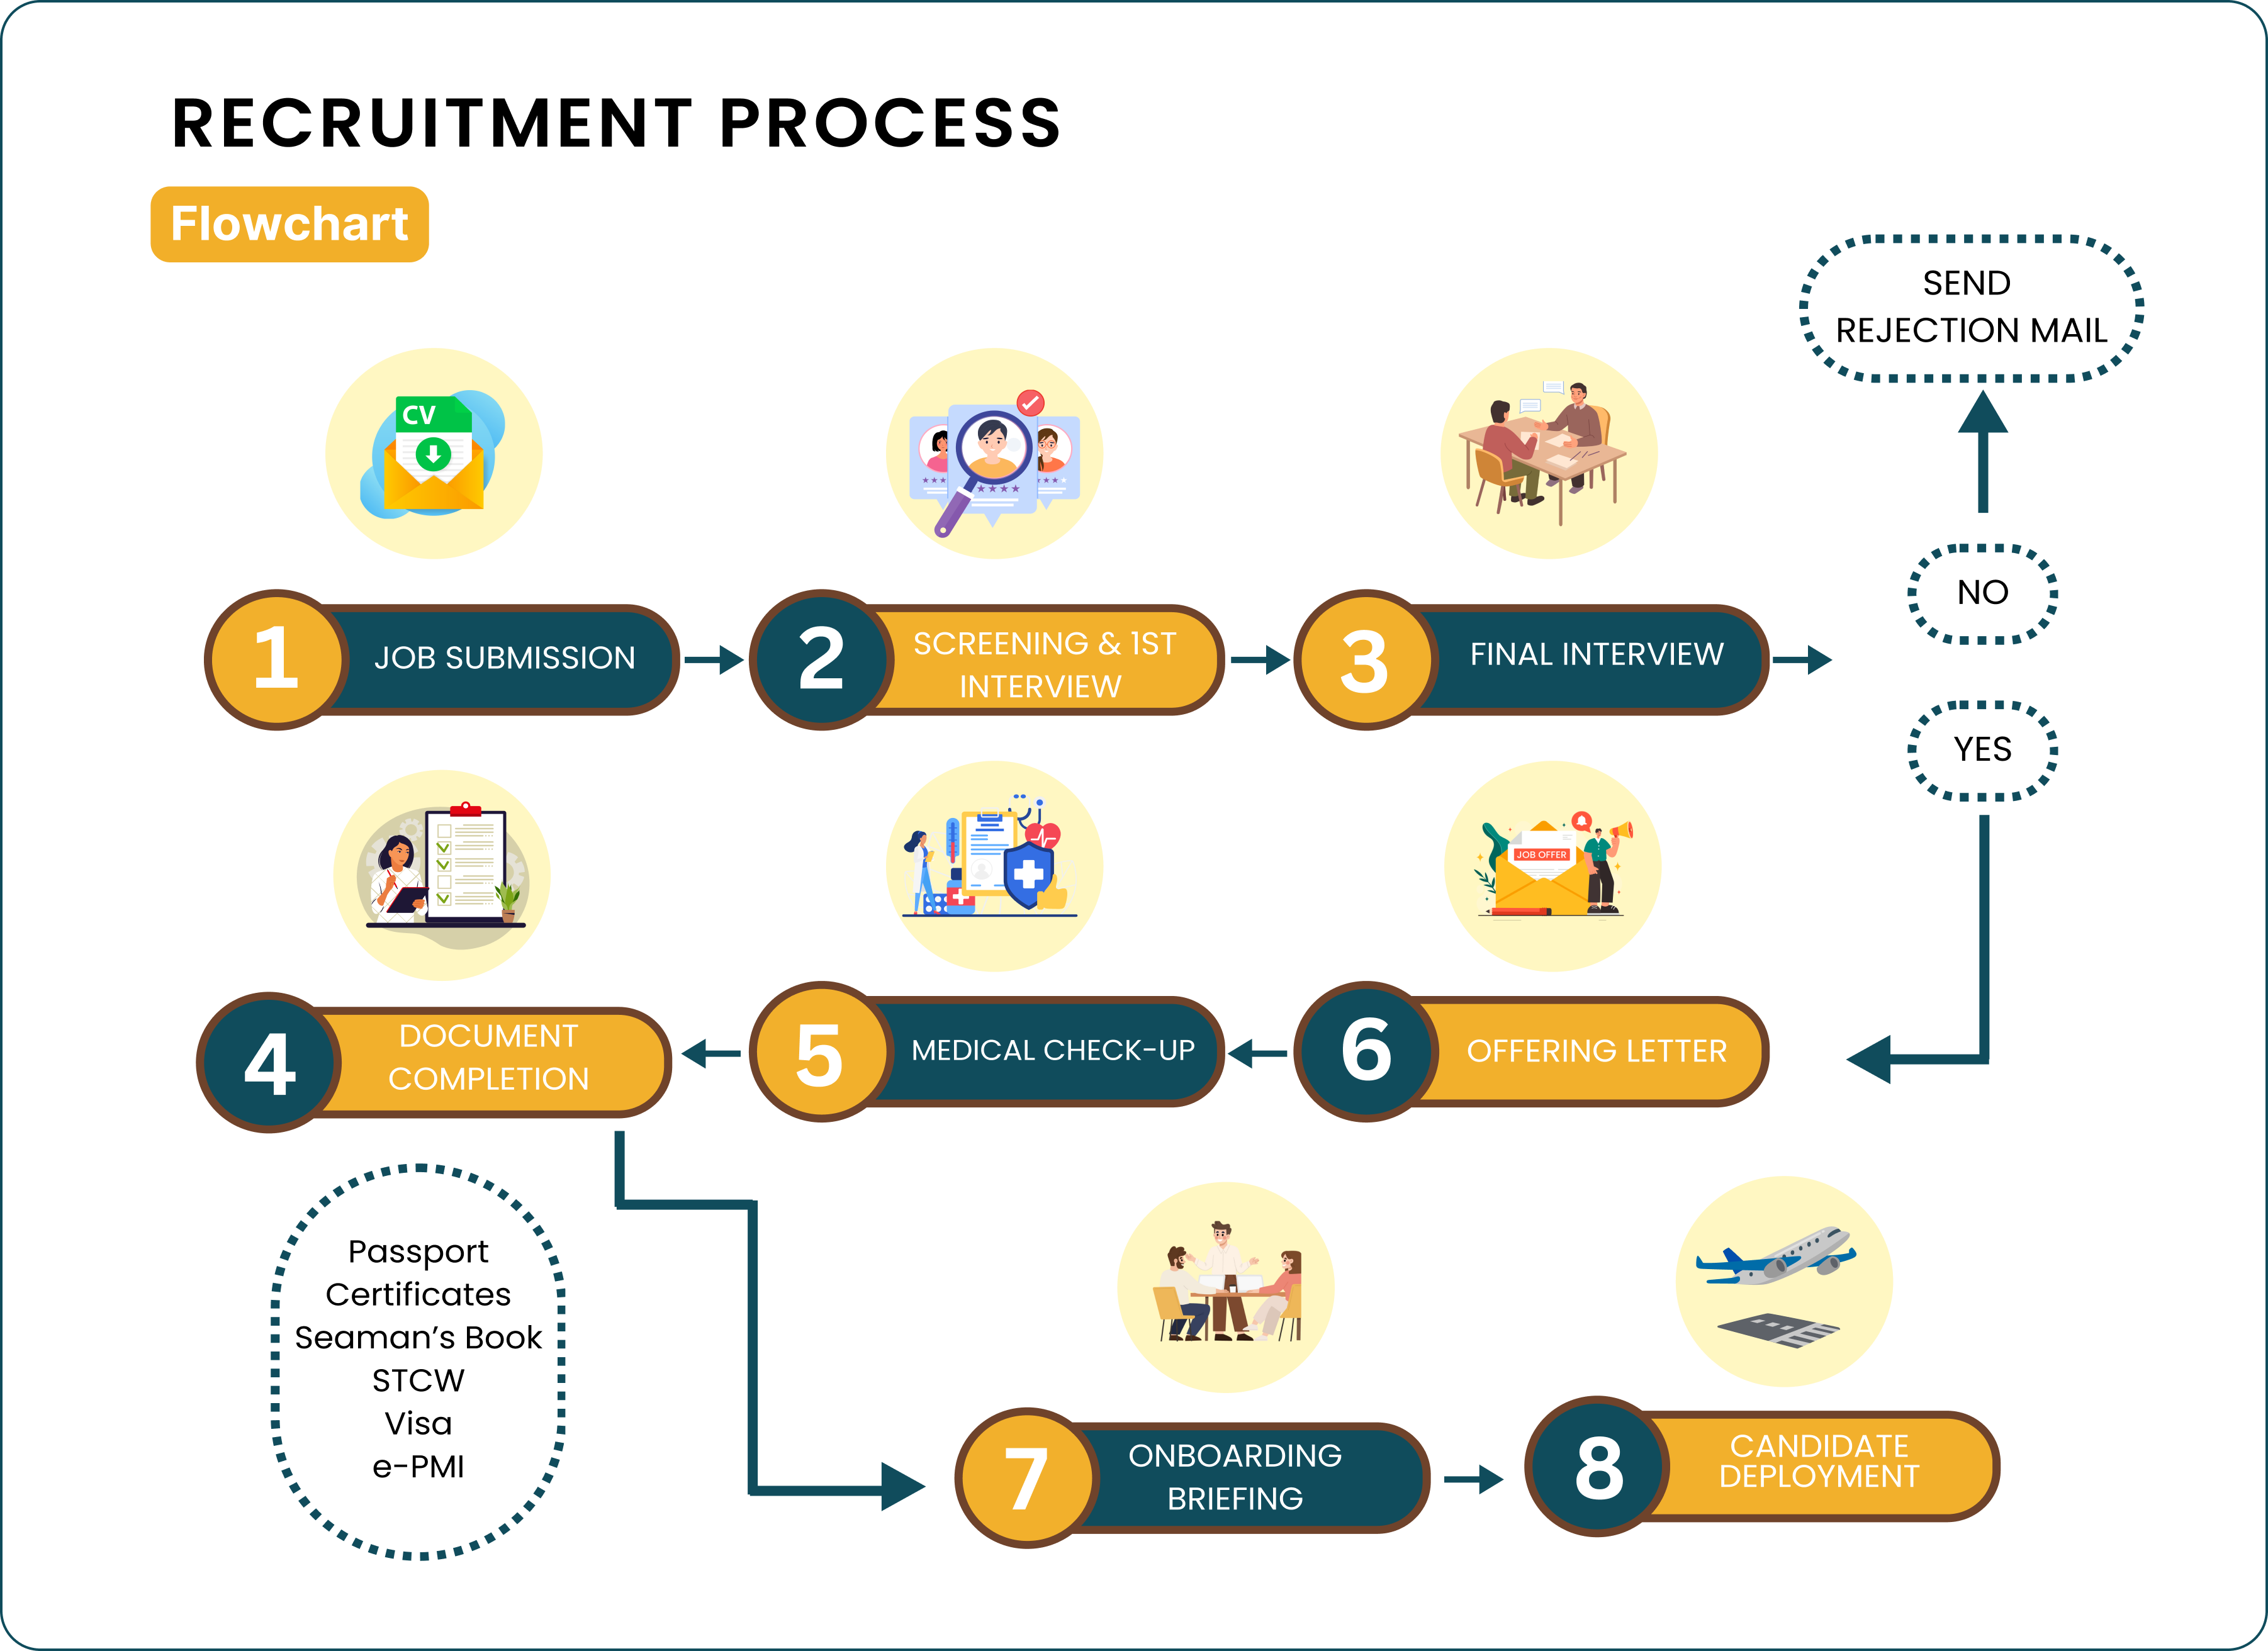 RECRUITMENT PROCESS
Flowchart
SEND
REJECTION MAIL
CV
NO
1
JOB SUBMISSION
2
SCREENING & 1ST
INTERVIEW
3
FINAL INTERVIEW
YES
JOB OFFER
4
DOCUMENT
COMPLETION
5
MEDICAL CHECK-UP
6
OFFERING LETTER
Passport
Certificates
Seaman’s Book
STCW
Visa
e-PMI
7
ONBOARDING
BRIEFING
8
CANDIDATE
DEPLOYMENT